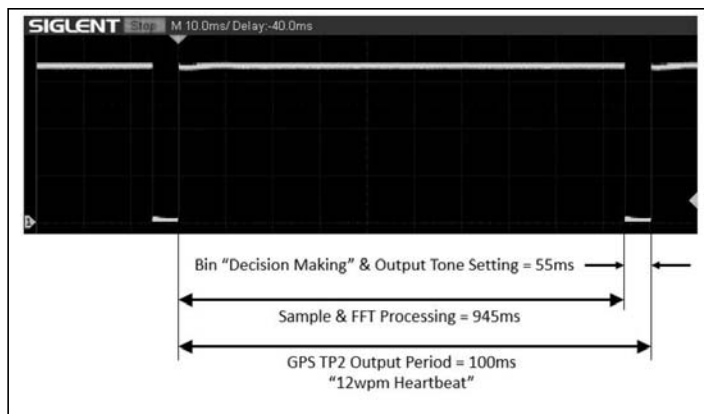 SIGLENT Stop M 10.0ms/ Delay:-40.0ms
1
Bin “Decision Making” & Output Tone Setting = 55ms
Sample & FFT Processing = 945ms
GPS TP2 Output Period = 100ms
“12wpm Heartbeat”